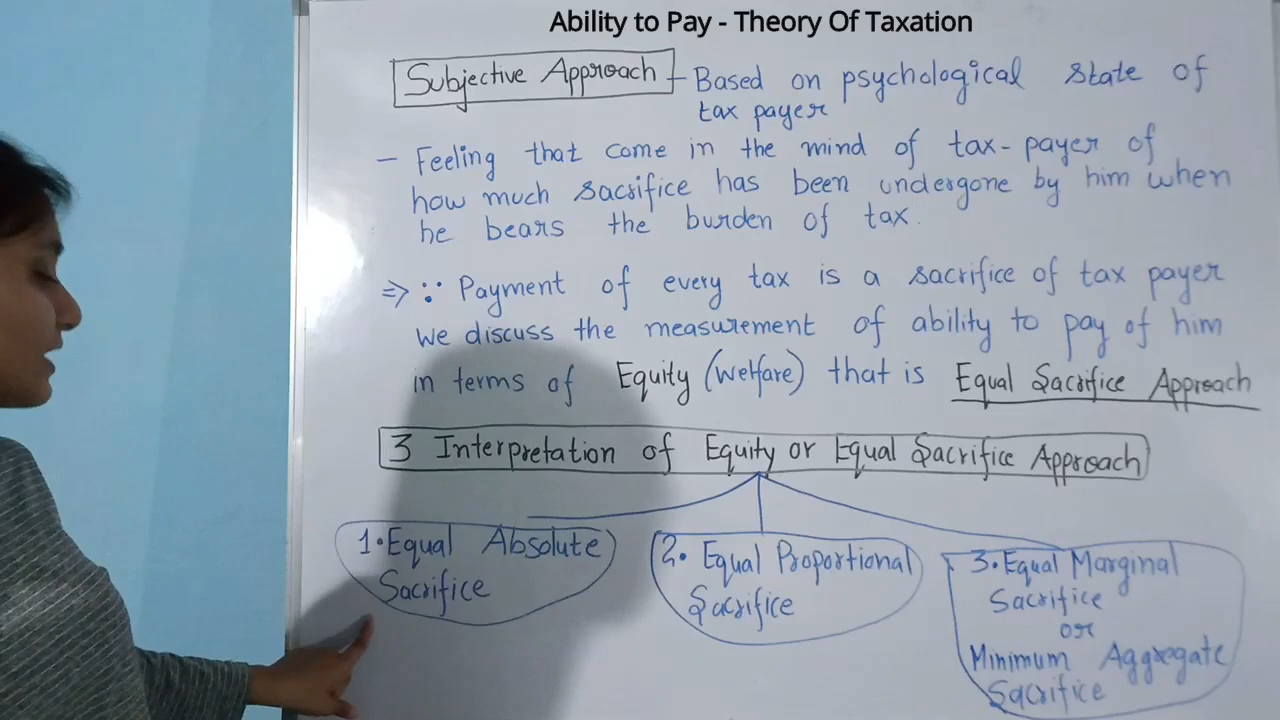 Ability to Pay - Theory Of Taxation
Subjective Approach - Based on psychological state of
tax payer
- Feeling that come in the mind of tax-payer of
how much sacrifice has been undergone by him when
he bears the burden of tax.
⇒ ∵ Payment of every tax is a sacrifice of tax payer
we discuss the measurement of ability to pay of him
in terms of Equity (welfare) that is Equal Sacrifice Approach
3 Interpretation of Equity or Equal Sacrifice Approach
1. Equal Absolute
Sacrifice
2. Equal Proportional
Sacrifice
3. Equal Marginal
Sacrifice
or
Minimum Aggregate
Sacrifice